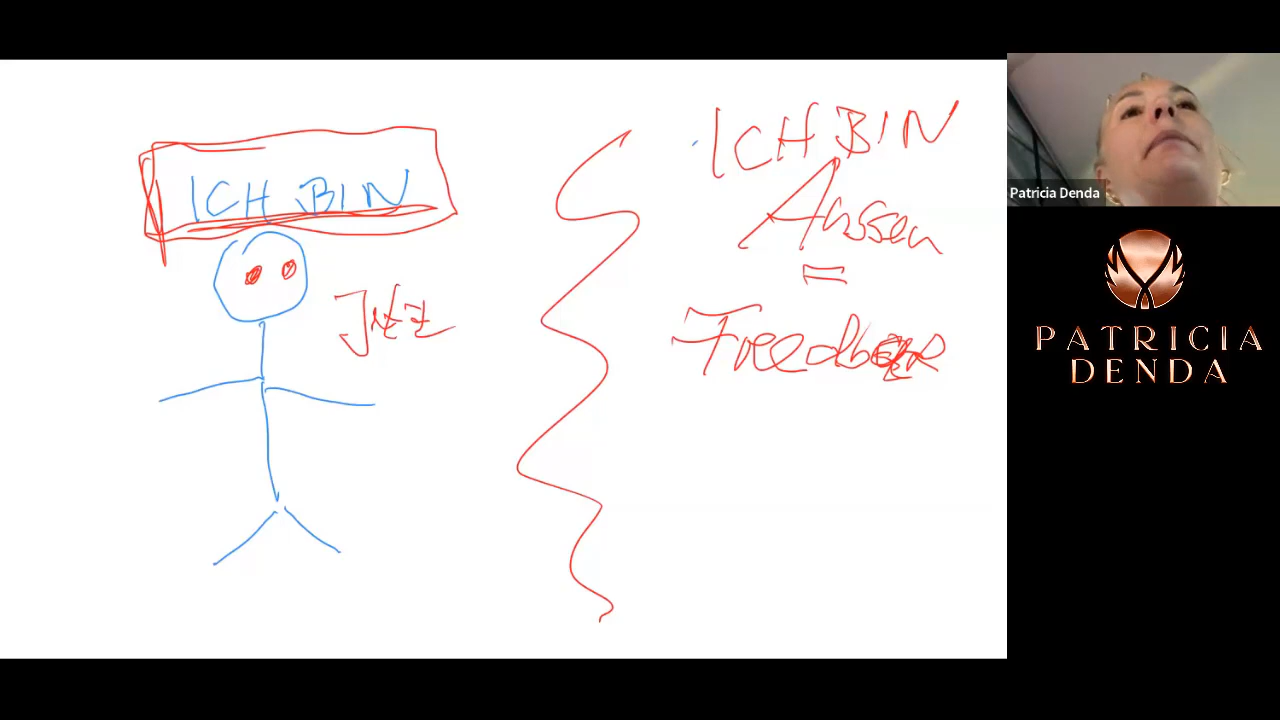 ICH BIN
Jetzt
ICH BIN
Aussen
=
Feedback
Patricia Denda
PATRICIA
DENDA